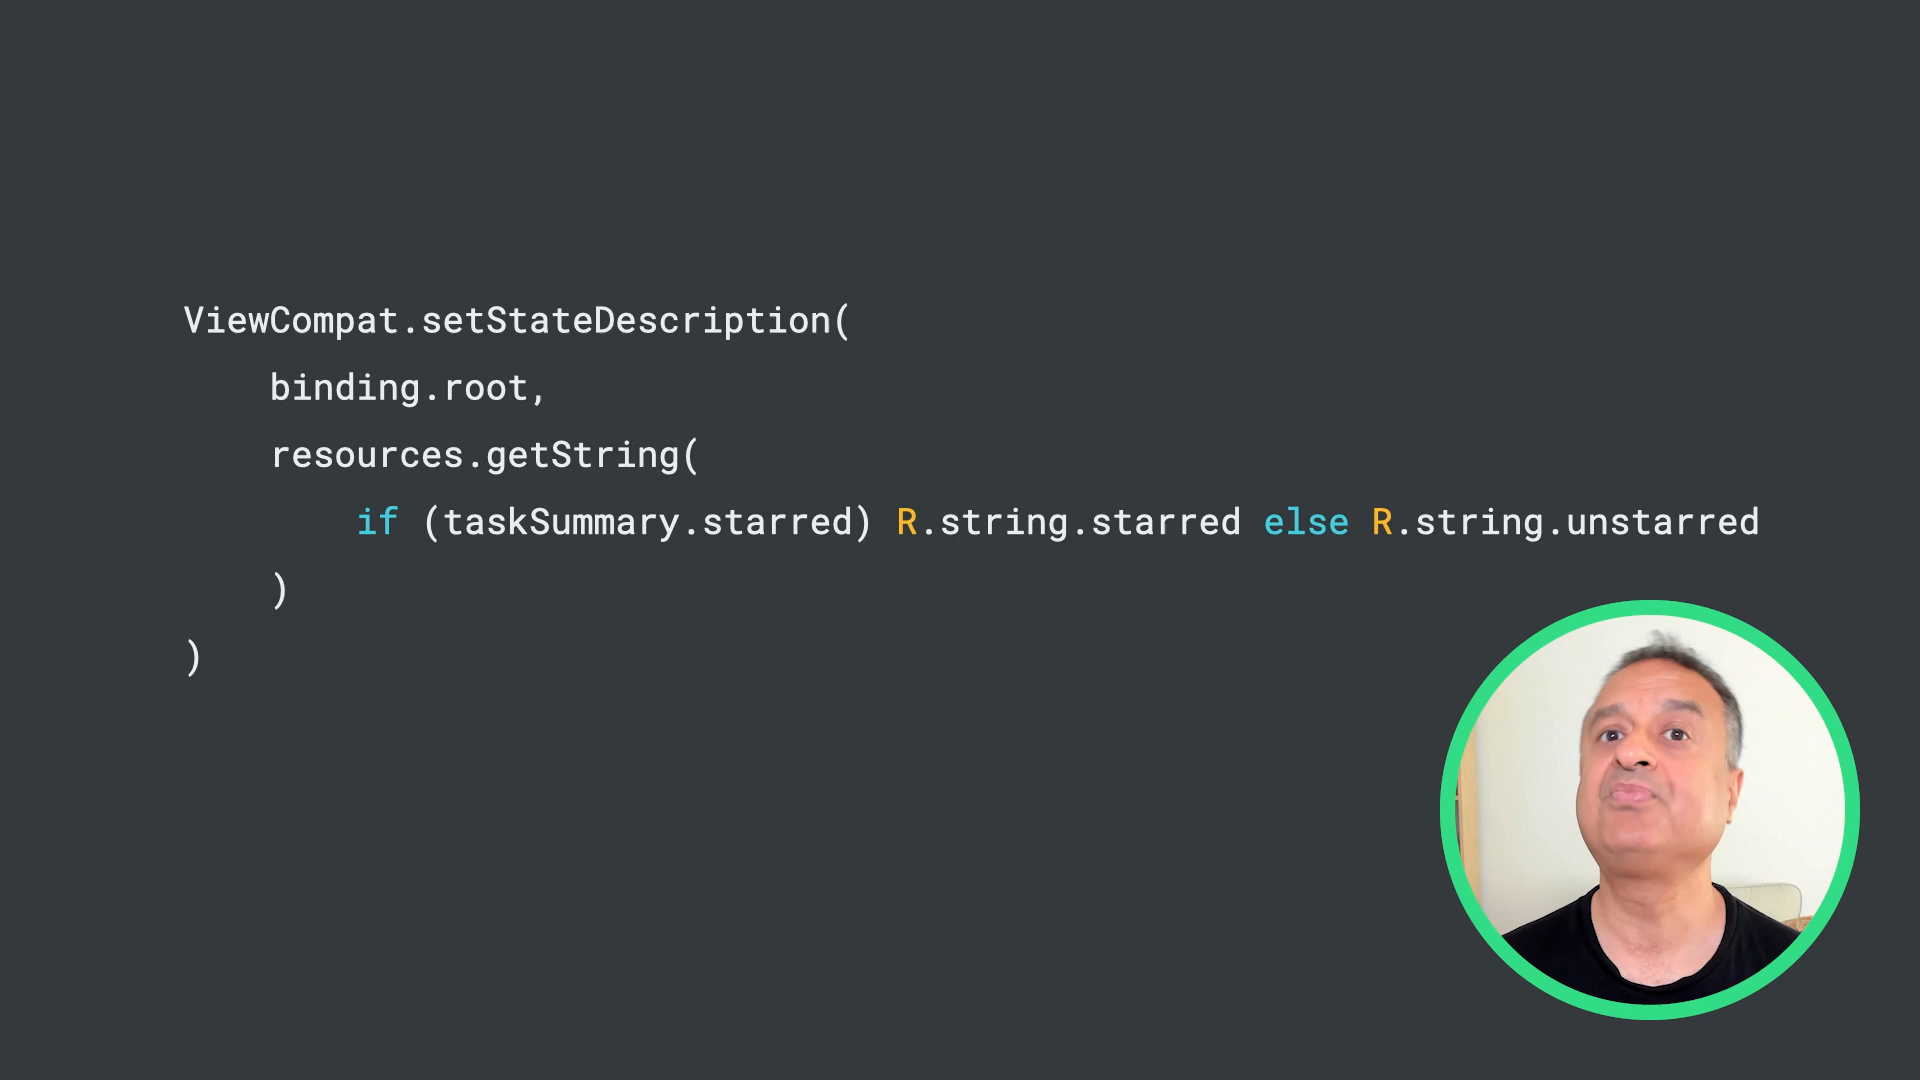 ViewCompat.setStateDescription(
binding.root,
resources.getString(
if (taskSummary.starred) R.string.starred else R.string.unstarred
)
)